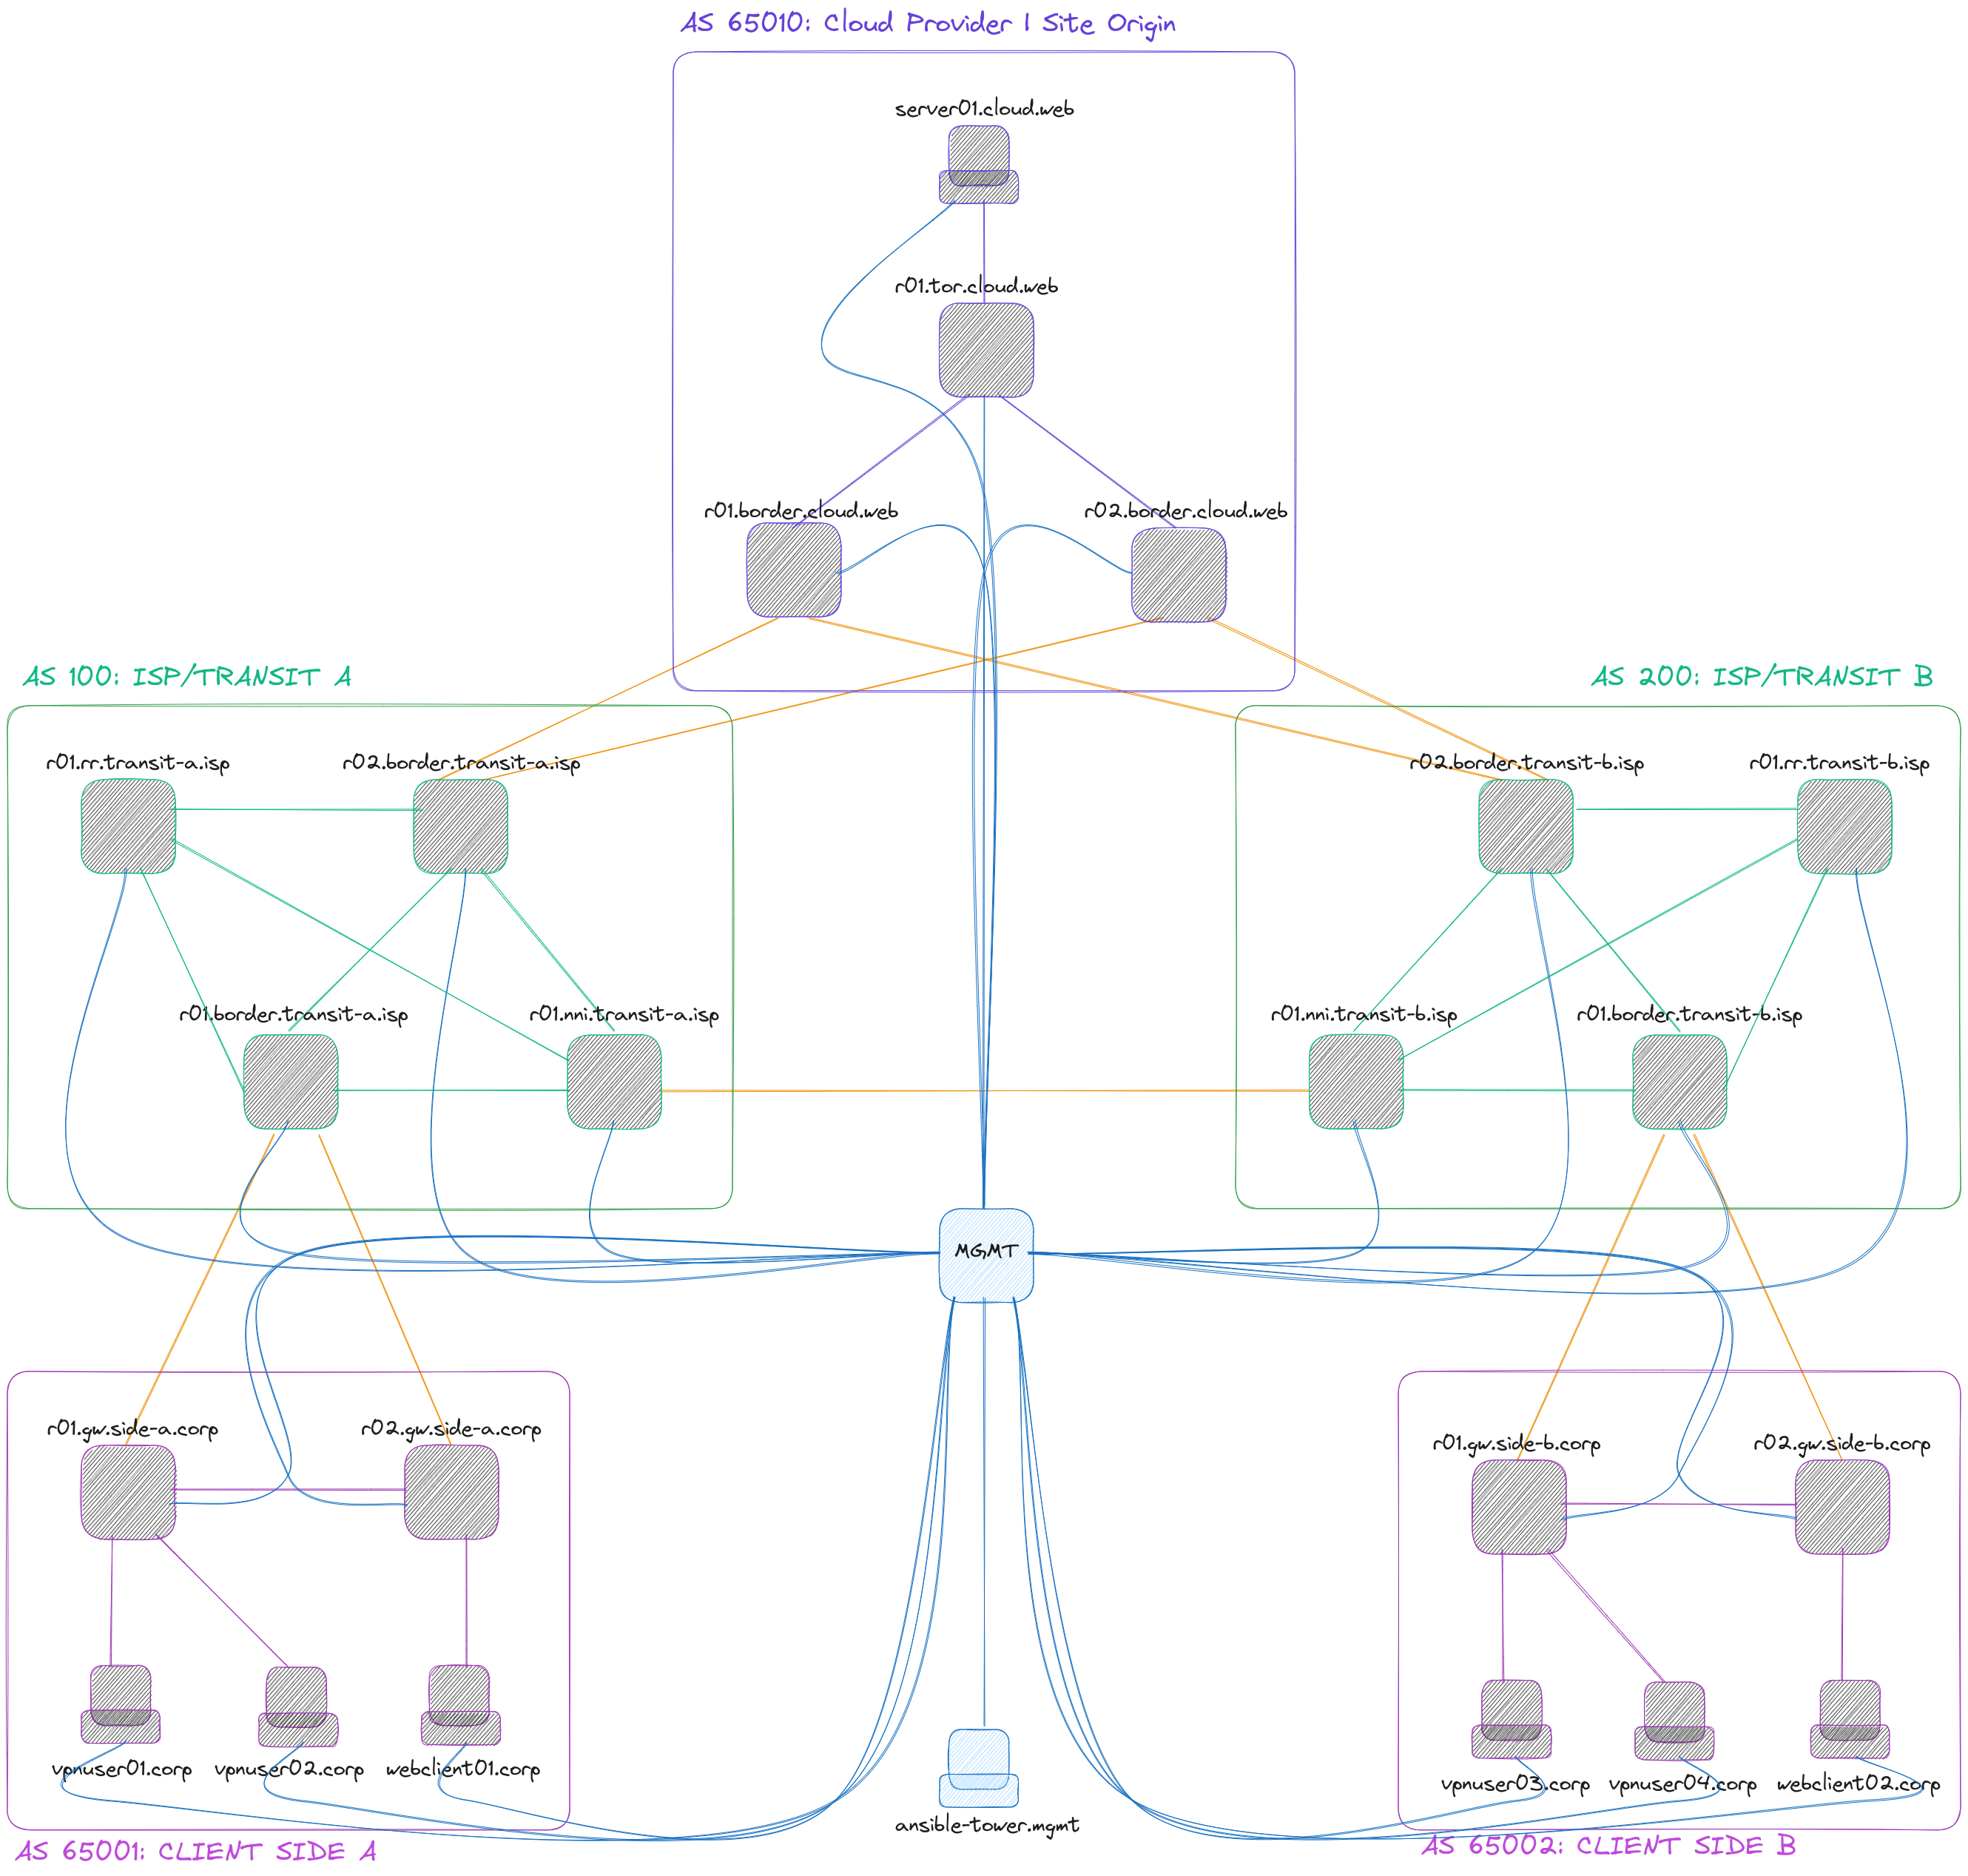 AS 65010: Cloud Provider | Site Origin
server01.cloud.web
r01.tor.cloud.web
r01.border.cloud.web
r02.border.cloud.web
AS 100: ISP/TRANSIT A
AS 200: ISP/TRANSIT B
r01.rr.transit-a.isp
r02.border.transit-a.isp
r02.border.transit-b.isp
r01.rr.transit-b.isp
r01.border.transit-a.isp
r01.nni.transit-a.isp
r01.nni.transit-b.isp
r01.border.transit-b.isp
MGMT
r01.gw.side-a.corp
r02.gw.side-a.corp
r01.gw.side-b.corp
r02.gw.side-b.corp
vpnuser01.corp
vpnuser02.corp
webclient01.corp
vpnuser03.corp
vpnuser04.corp
webclient02.corp
ansible-tower.mgmt
AS 65001: CLIENT SIDE A
AS 65002: CLIENT SIDE B